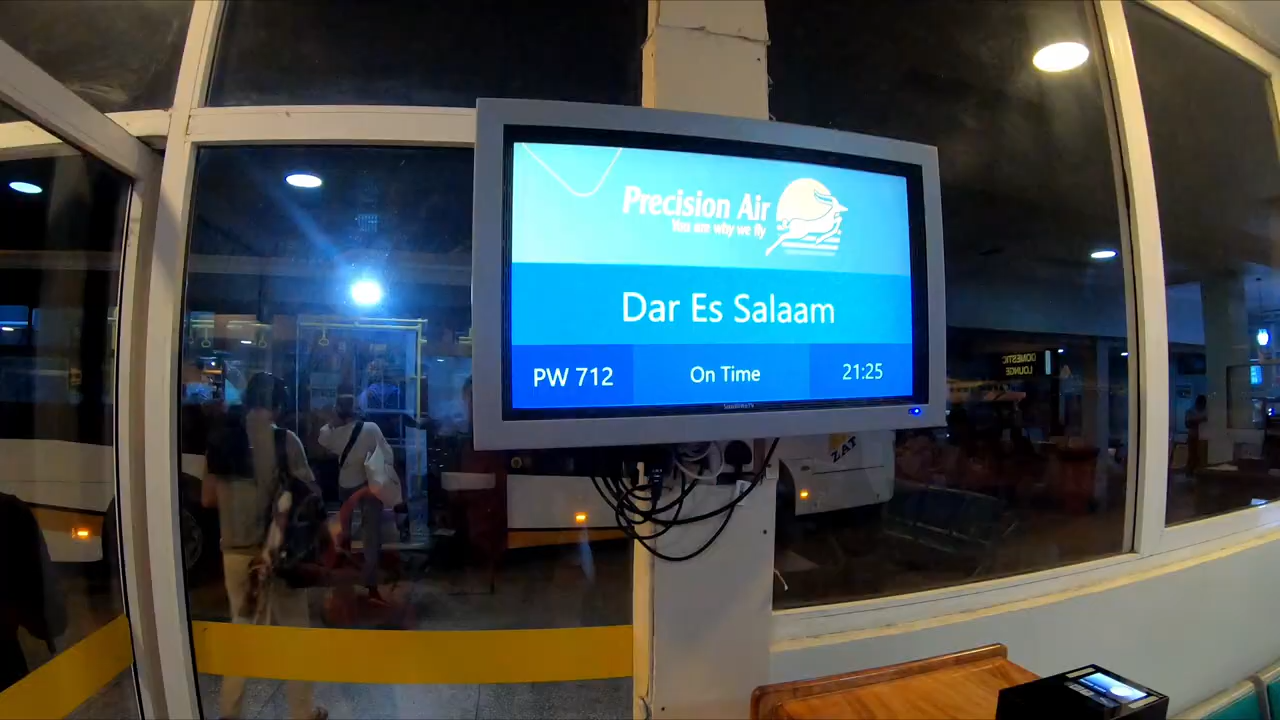 Precision Air
You are why we fly
Dar Es Salaam
PW 712
On Time
21:25
ZAT
DOMESTIC
LOUNGE